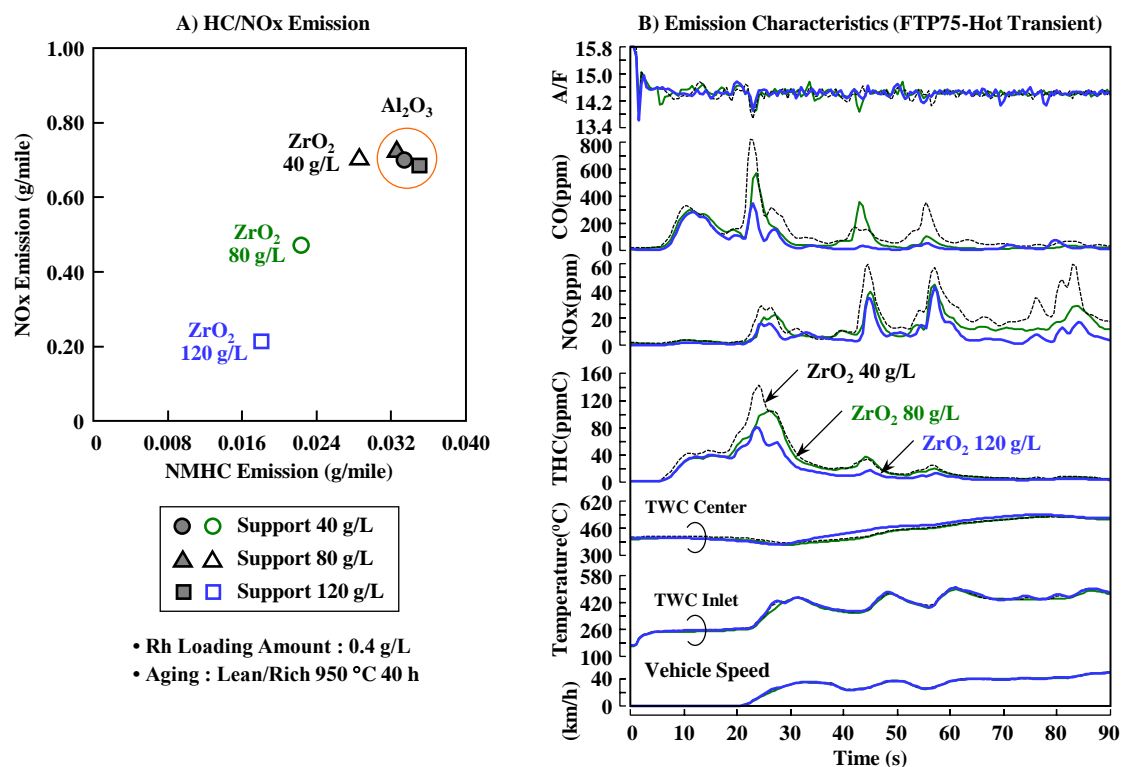 A) HC/NOx Emission
1.00
0.80
0.60
0.40
0.20
0
NOx Emission (g/mile)
Al₂O₃
ZrO₂
40 g/L
ZrO₂
80 g/L
ZrO₂
120 g/L
0 0.008 0.016 0.024 0.032 0.040
NMHC Emission (g/mile)
Support 40 g/L
Support 80 g/L
Support 120 g/L
• Rh Loading Amount : 0.4 g/L
• Aging : Lean/Rich 950 °C 40 h
B) Emission Characteristics (FTP75-Hot Transient)
A/F
15.8
15.0
14.2
13.4
CO(ppm)
800
600
400
200
0
NOx(ppm)
60
40
20
0
THC(ppmC)
160
120
80
40
0
ZrO₂ 40 g/L
ZrO₂ 80 g/L
ZrO₂ 120 g/L
Temperature(°C)
620
460
300
TWC Center
580
420
260
100
TWC Inlet
Vehicle Speed
(km/h)
40
0
0 10 20 30 40 50 60 70 80 90
Time (s)